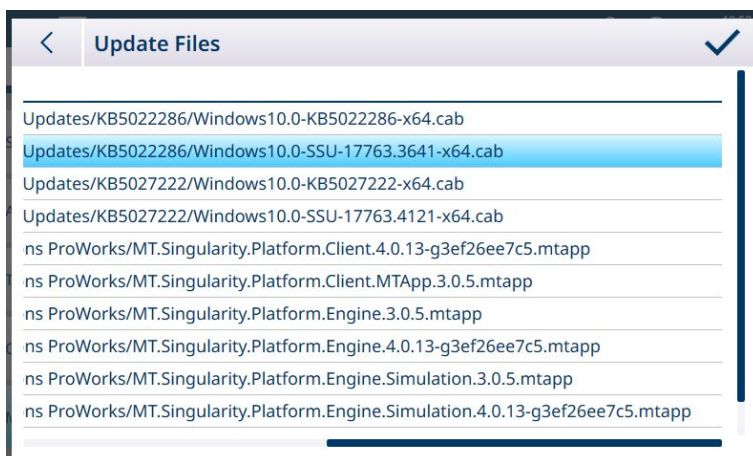 Update Files
Updates/KB5022286/Windows10.0-KB5022286-x64.cab
Updates/KB5022286/Windows10.0-SSU-17763.3641-x64.cab
Updates/KB5027222/Windows10.0-KB5027222-x64.cab
Updates/KB5027222/Windows10.0-SSU-17763.4121-x64.cab
ns ProWorks/MT.Singularity.Platform.Client.4.0.13-g3ef26ee7c5.mtapp
ns ProWorks/MT.Singularity.Platform.Client.MTApp.3.0.5.mtapp
ns ProWorks/MT.Singularity.Platform.Engine.3.0.5.mtapp
ns ProWorks/MT.Singularity.Platform.Engine.4.0.13-g3ef26ee7c5.mtapp
ns ProWorks/MT.Singularity.Platform.Engine.Simulation.3.0.5.mtapp
ns ProWorks/MT.Singularity.Platform.Engine.Simulation.4.0.13-g3ef26ee7c5.mtapp